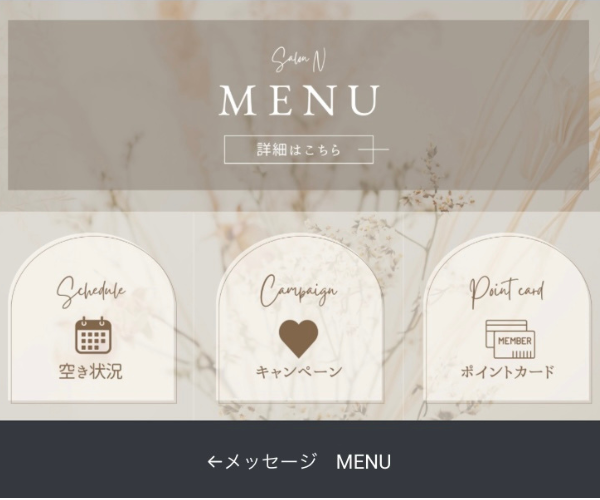 Salon N
MENU
詳細はこちら
Schedule
空き状況
Campaign
キャンペーン
Point card
MEMBER
ポイントカード
←メッセージ　MENU